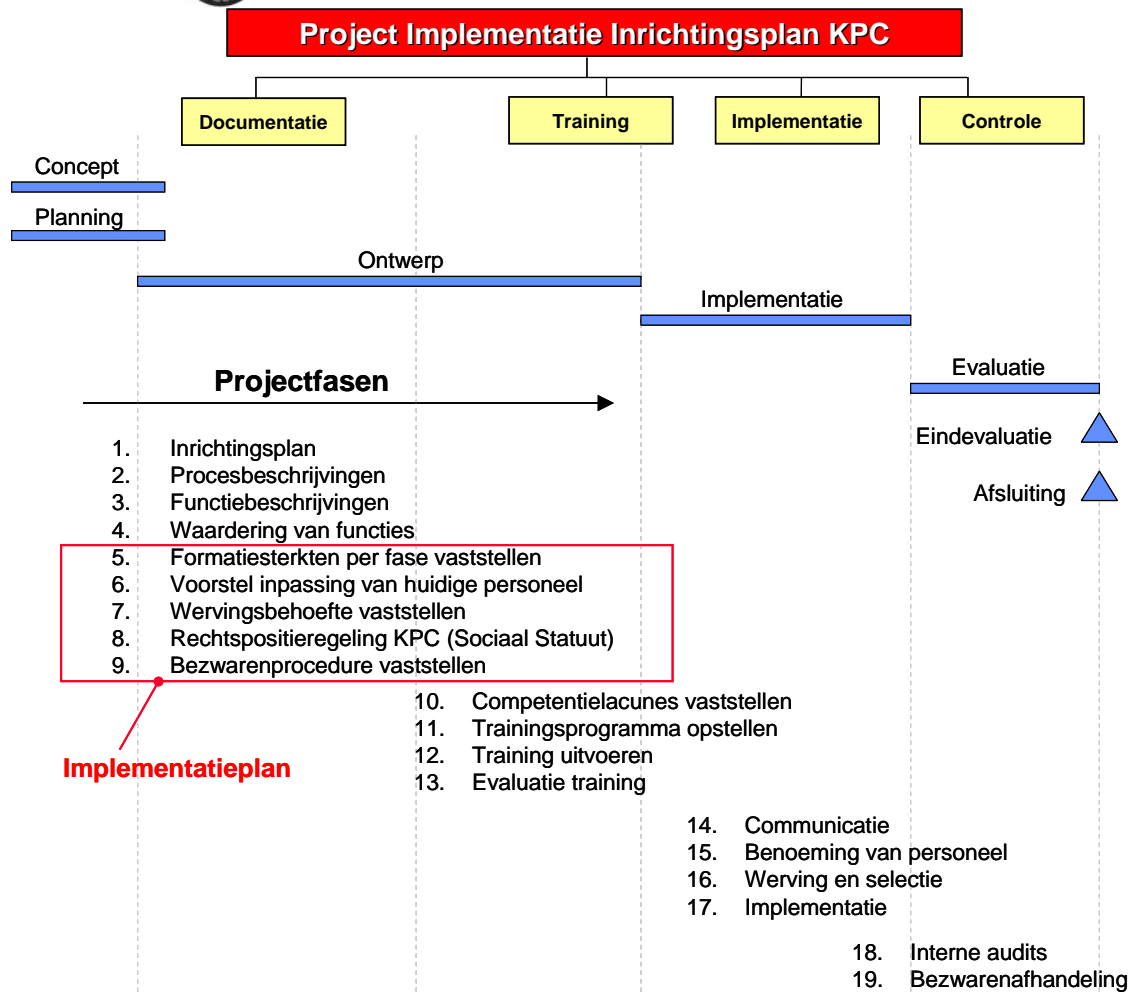 Project Implementatie Inrichtingsplan KPC
Documentatie
Training
Implementatie
Controle
Concept
Planning
Ontwerp
Implementatie
Evaluatie
Projectfasen
Eindevaluatie
Afsluiting
1. Inrichtingsplan
2. Procesbeschrijvingen
3. Functiebeschrijvingen
4. Waardering van functies
5. Formatiesterkten per fase vaststellen
6. Voorstel inpassing van huidige personeel
7. Wervingsbehoefte vaststellen
8. Rechtspositieregeling KPC (Sociaal Statuut)
9. Bezwarenprocedure vaststellen
Implementatieplan
10. Competentielacunes vaststellen
11. Trainingsprogramma opstellen
12. Training uitvoeren
13. Evaluatie training
14. Communicatie
15. Benoeming van personeel
16. Werving en selectie
17. Implementatie
18. Interne audits
19. Bezwarenafhandeling